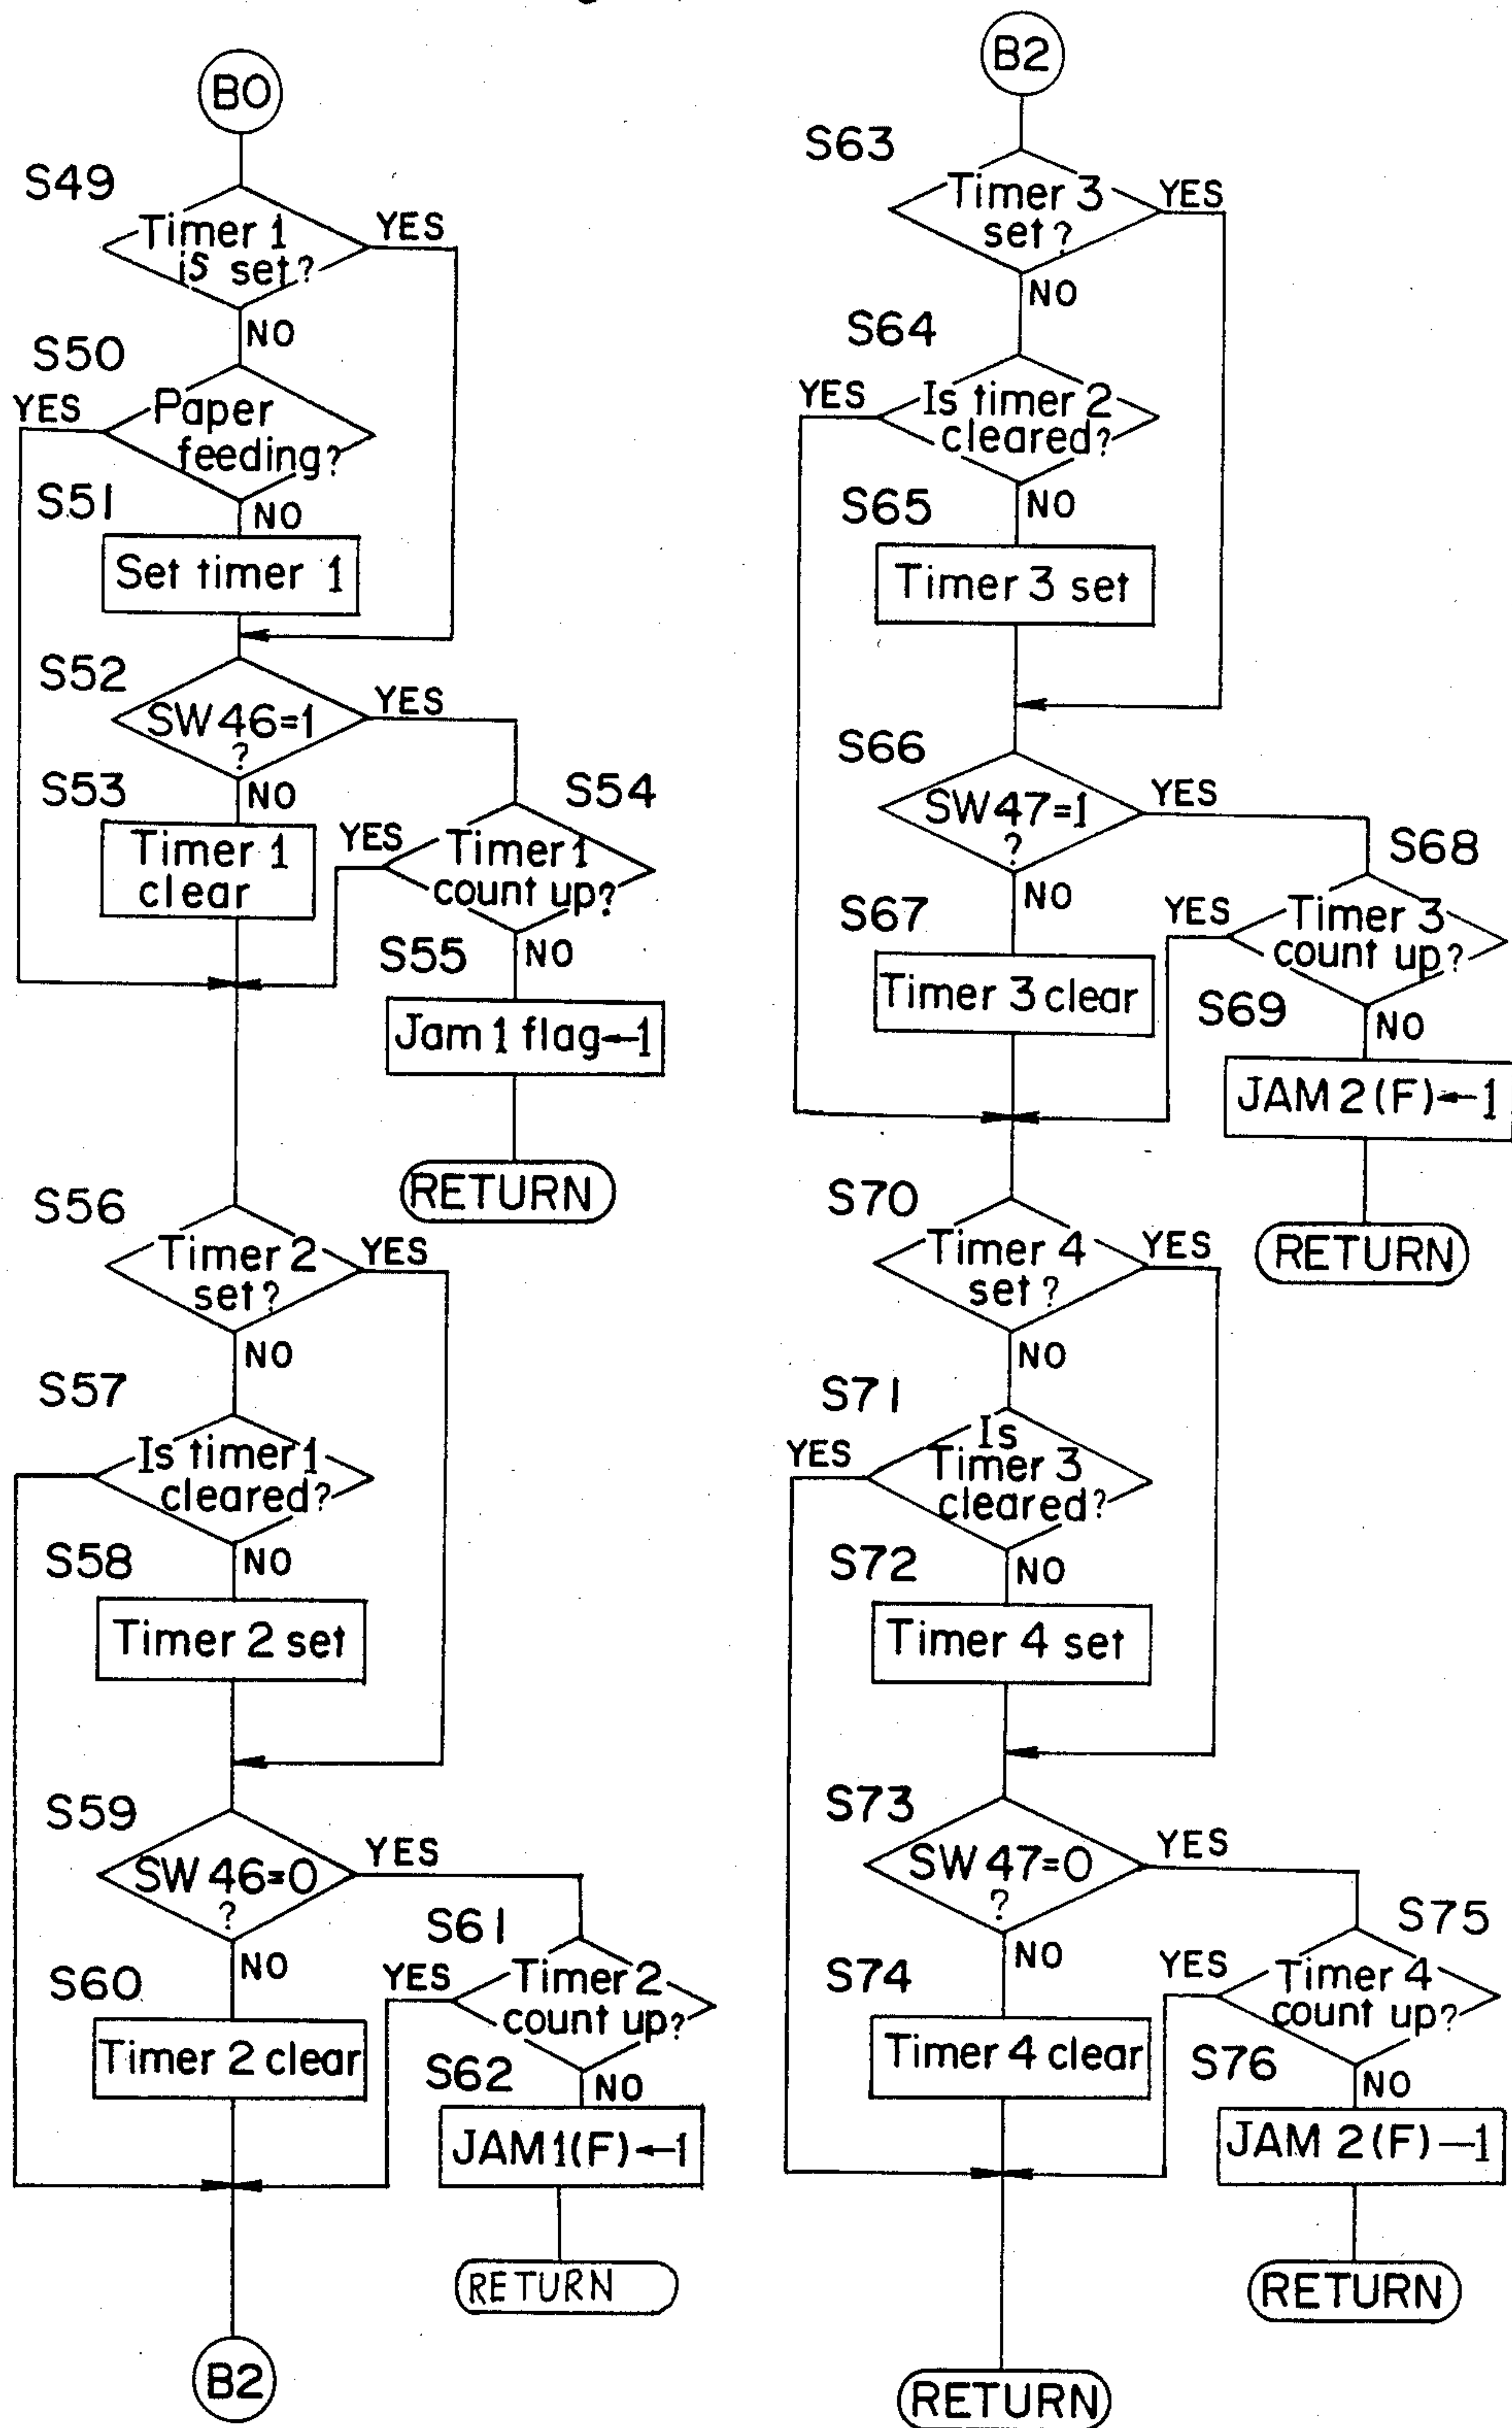 B0
S49
Timer 1
is set?
YES
NO
S50
YES
Paper
feeding?
S51
NO
Set timer 1
S52
SW46=1
?
YES
S53
NO
Timer 1
clear
S54
YES
Timer 1
count up?
S55
NO
Jam 1 flag←1
RETURN
S56
Timer 2
set?
YES
NO
S57
Is timer 1
cleared?
S58
NO
Timer 2 set
S59
SW46=0
?
YES
S60
NO
Timer 2 clear
S61
YES
Timer 2
count up?
S62
NO
JAM1(F)←1
RETURN
B2
B2
S63
Timer 3
set?
YES
NO
S64
YES
Is timer 2
cleared?
S65
NO
Timer 3 set
S66
SW47=1
?
YES
S67
NO
Timer 3 clear
S68
YES
Timer 3
count up?
S69
NO
JAM 2(F)←1
RETURN
S70
Timer 4
set?
YES
NO
S71
YES
Is
Timer 3
cleared?
S72
NO
Timer 4 set
S73
SW47=0
?
YES
S74
NO
Timer 4 clear
S75
YES
Timer 4
count up?
S76
NO
JAM 2(F)—1
RETURN
RETURN